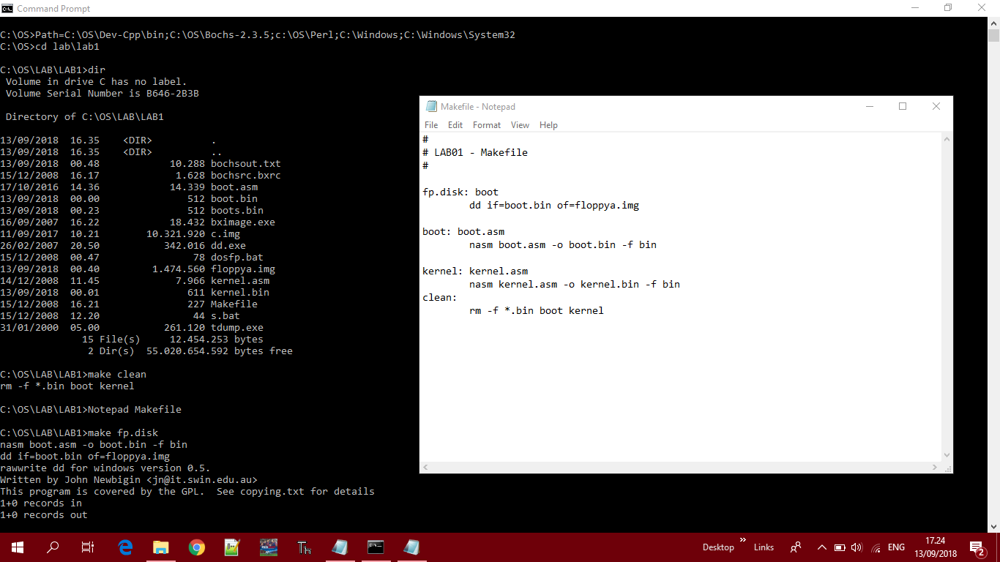 Command Prompt
C:\OS>Path=C:\OS\Dev-Cpp\bin;C:\OS\Bochs-2.3.5;c:\OS\Perl;C:\Windows;C:\Windows\System32
C:\OS>cd lab\lab1
C:\OS\LAB\LAB1>dir
Volume in drive C has no label.
Volume Serial Number is B646-2B3B
Directory of C:\OS\LAB\LAB1
13/09/2018  16.35    <DIR>          .
13/09/2018  16.35    <DIR>          ..
13/09/2018  00.48            10.288 bochsout.txt
15/12/2008  16.17             1.628 bochsrc.bxrc
17/10/2016  14.36            14.339 boot.asm
13/09/2018  00.00               512 boot.bin
13/09/2018  00.23               512 boots.bin
16/09/2007  16.22            18.432 bximage.exe
11/09/2017  10.21        10.321.920 c.img
26/02/2007  20.50           342.016 dd.exe
15/12/2008  00.47                78 dosfp.bat
13/09/2018  00.40         1.474.560 floppya.img
14/12/2008  11.45             7.966 kernel.asm
13/09/2018  00.01               611 kernel.bin
15/12/2008  16.21               227 Makefile
15/12/2008  12.20                44 s.bat
31/01/2000  05.00           261.120 tdump.exe
15 File(s)     12.454.253 bytes
2 Dir(s)  55.020.654.592 bytes free
C:\OS\LAB\LAB1>make clean
rm -f *.bin boot kernel
C:\OS\LAB\LAB1>Notepad Makefile
C:\OS\LAB\LAB1>make fp.disk
nasm boot.asm -o boot.bin -f bin
dd if=boot.bin of=floppya.img
rawwrite dd for windows version 0.5.
Written by John Newbigin <jn@it.swin.edu.au>
This program is covered by the GPL.  See copying.txt for details
1+0 records in
1+0 records out
Makefile - Notepad
File Edit Format View Help
#
# LAB01 - Makefile
#
fp.disk: boot
dd if=boot.bin of=floppya.img
boot: boot.asm
nasm boot.asm -o boot.bin -f bin
kernel: kernel.asm
nasm kernel.asm -o kernel.bin -f bin
clean:
rm -f *.bin boot kernel
Desktop » Links ENG 17.24
13/09/2018
2